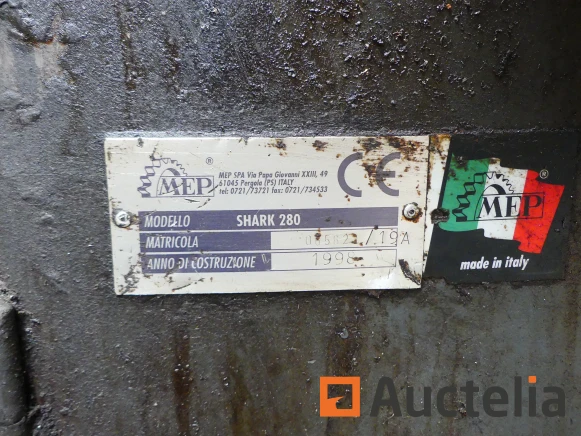 MEP
®
MEP SPA Via Papa Giovanni XXIII, 49
61045 Pergola (PS) ITALY
tel: 0721/73721 fax: 0721/734533
CE
MODELLO SHARK 280
MATRICOLA /19A
ANNO DI COSTRUZIONE 1998
MEP
®
made in italy
Auctelia